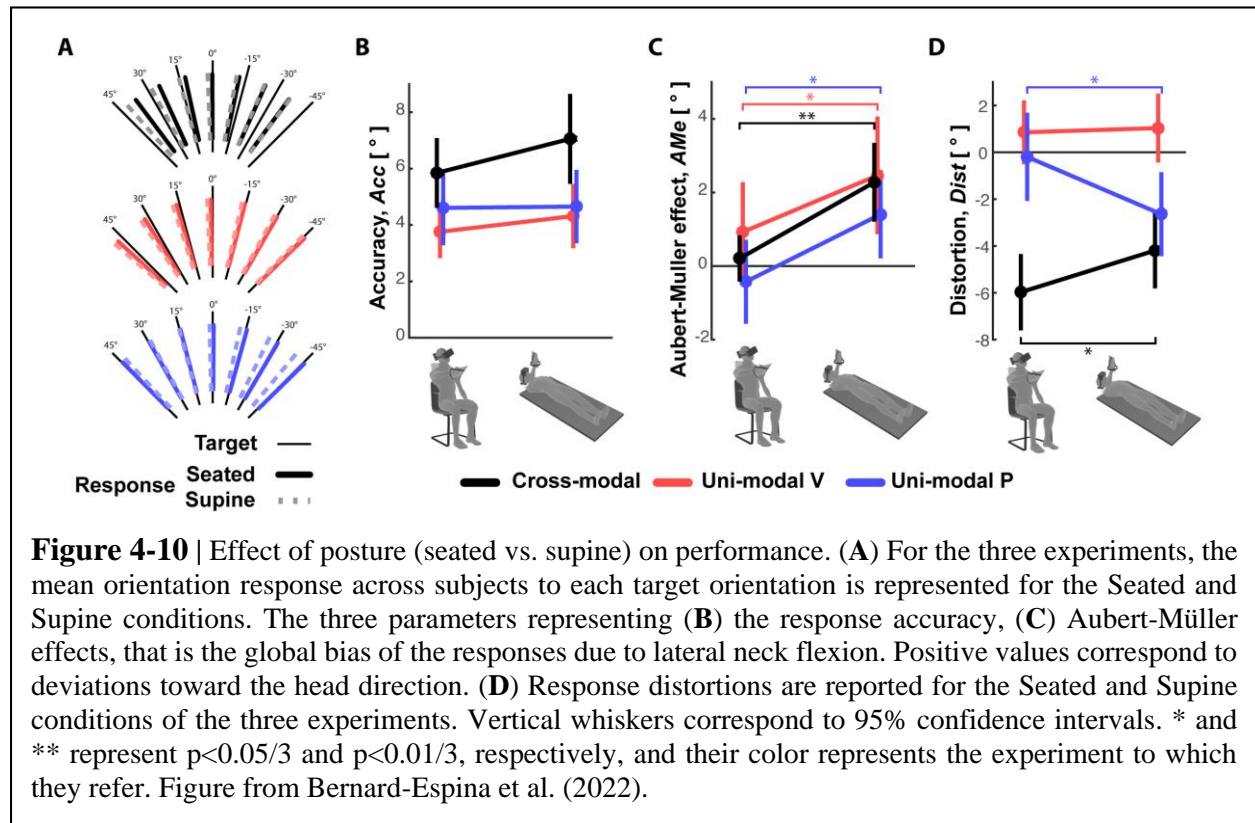 A
B
C
D
45°
30°
15°
0°
-15°
-30°
-45°
45°
30°
15°
0°
-15°
-30°
-45°
45°
30°
15°
0°
-15°
-30°
-45°
Target
Response
Seated
Supine
Accuracy, Acc [ ° ]
8
6
4
2
0
Aubert-Muller effect, AMe [ ° ]
4
2
0
-2
*
*
**
Distortion, Dist [ ° ]
2
0
-2
-4
-6
-8
*
*
Cross-modal
Uni-modal V
Uni-modal P
Figure 4-10 | Effect of posture (seated vs. supine) on performance. (A) For the three experiments, the
mean orientation response across subjects to each target orientation is represented for the Seated and
Supine conditions. The three parameters representing (B) the response accuracy, (C) Aubert-Müller
effects, that is the global bias of the responses due to lateral neck flexion. Positive values correspond to
deviations toward the head direction. (D) Response distortions are reported for the Seated and Supine
conditions of the three experiments. Vertical whiskers correspond to 95% confidence intervals. * and
** represent p<0.05/3 and p<0.01/3, respectively, and their color represents the experiment to which
they refer. Figure from Bernard-Espina et al. (2022).